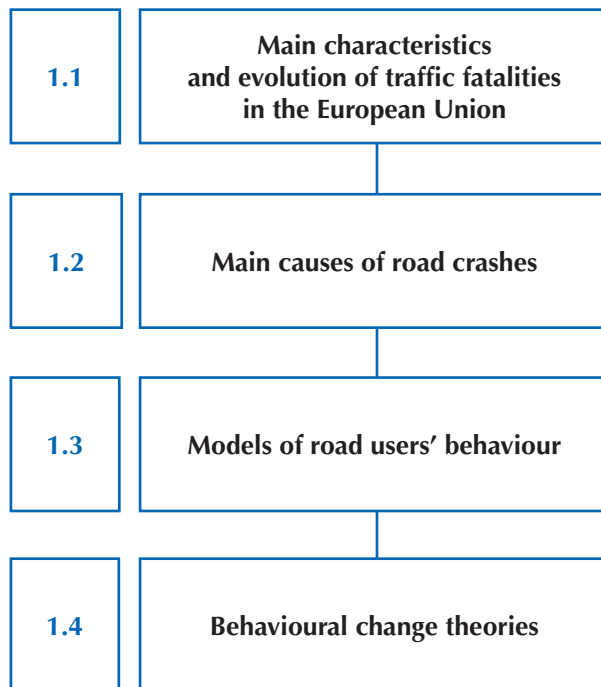 1.1
Main characteristics
and evolution of traffic fatalities
in the European Union
1.2
Main causes of road crashes
1.3
Models of road users’ behaviour
1.4
Behavioural change theories